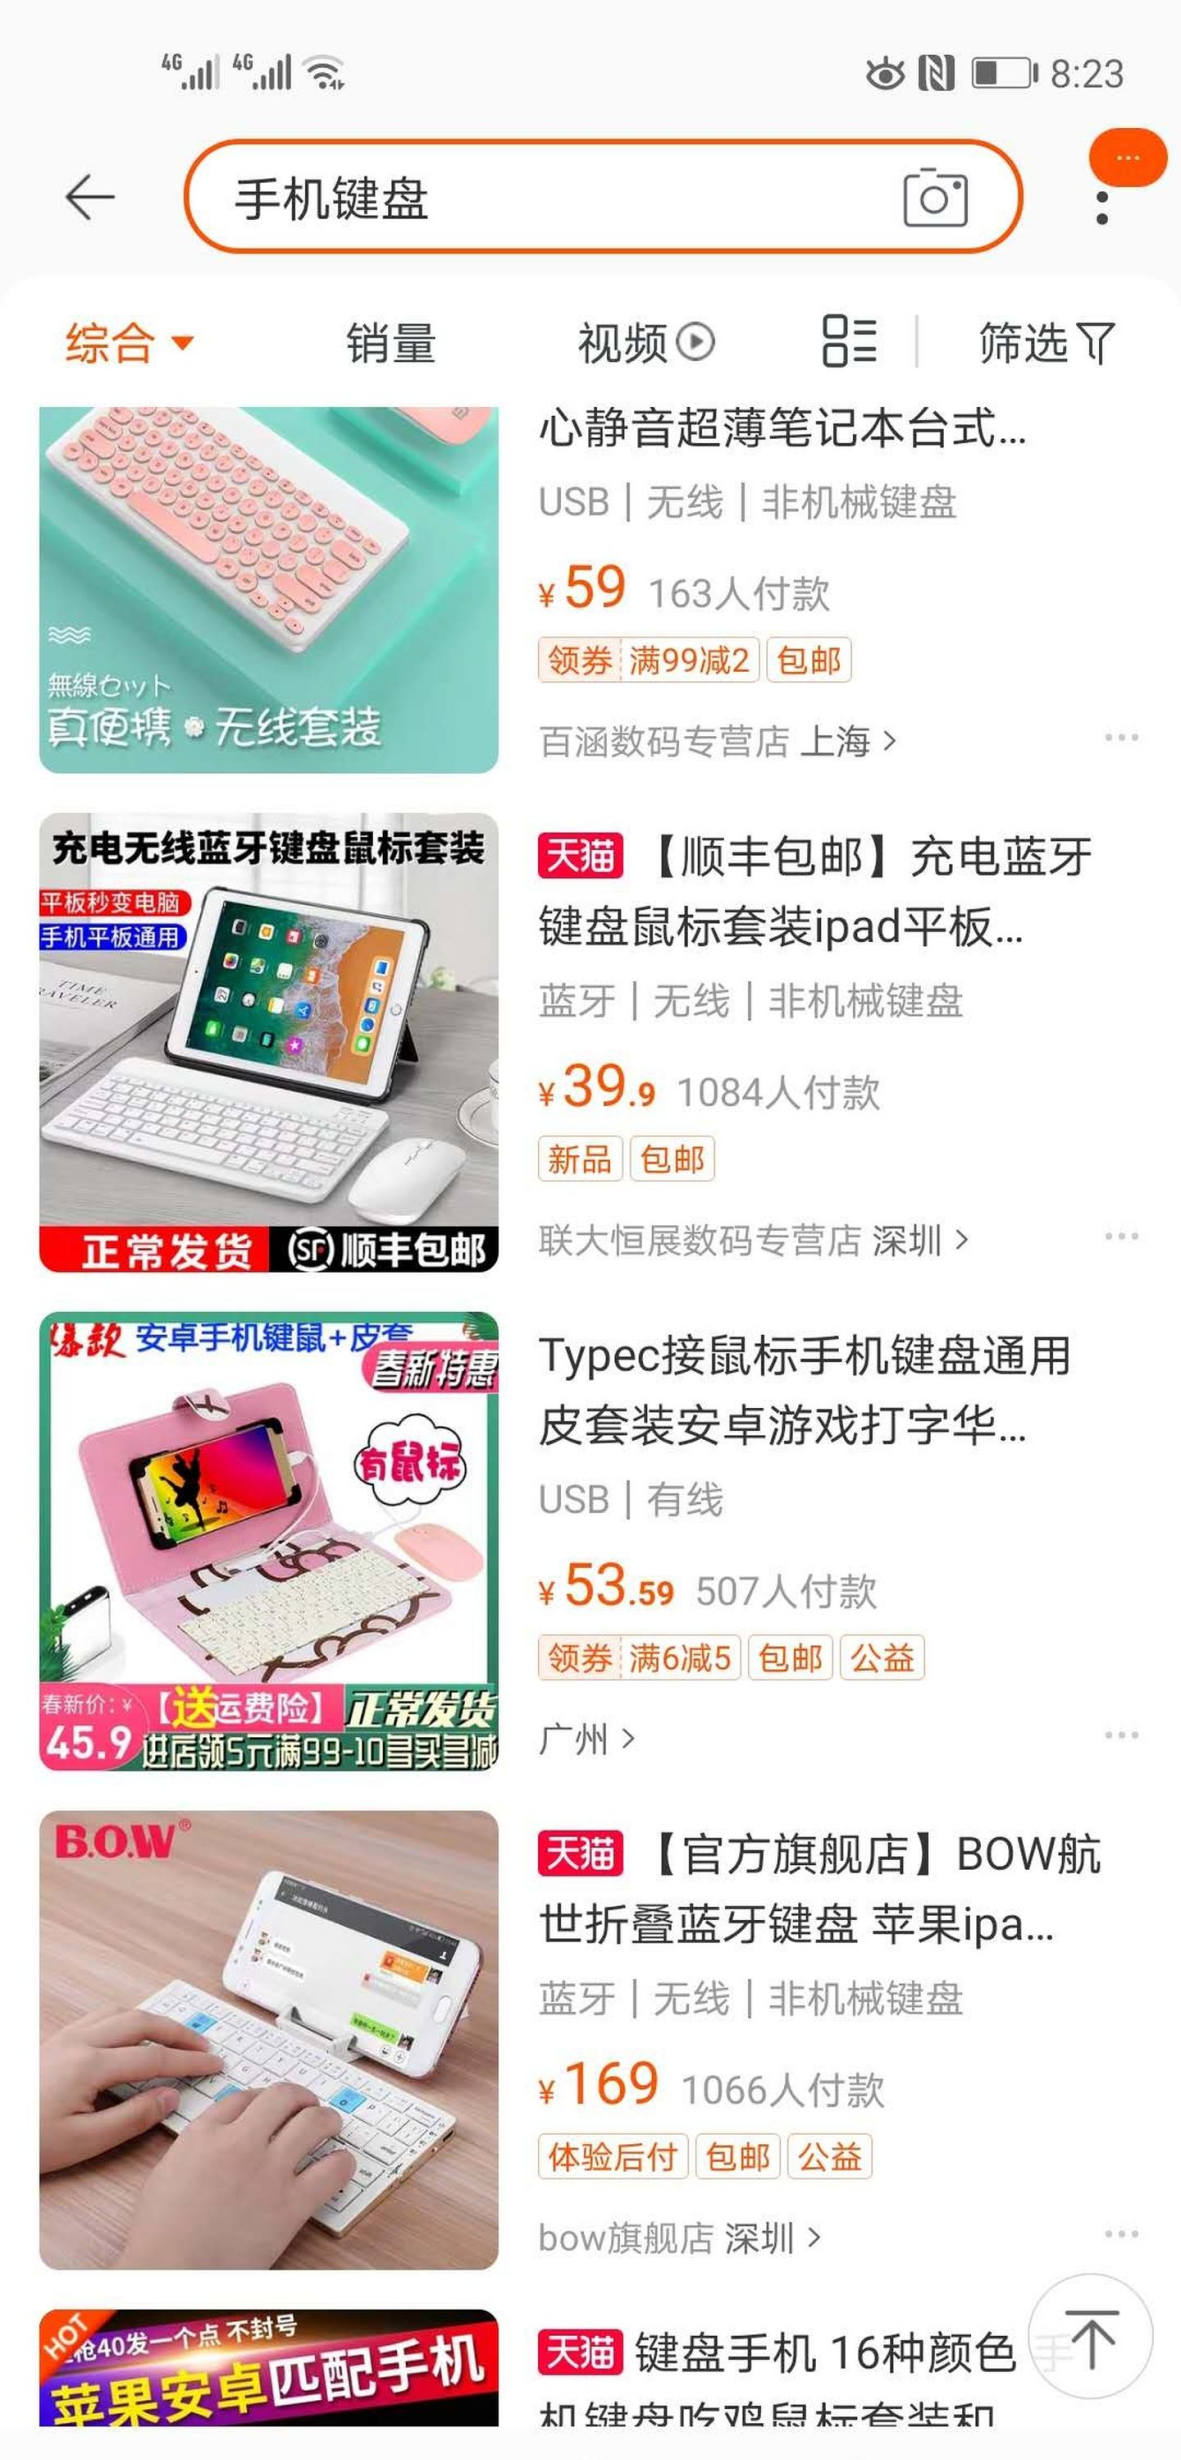 4G 4G 8:23
手机键盘
综合 销量 视频 筛选
心静音超薄笔记本台式...
USB | 无线 | 非机械键盘
¥59 163人付款
领券 满99减2 包邮
百涵数码专营店 上海 >
無線セット
真便携 无线套装
充电无线蓝牙键盘鼠标套装
平板秒变电脑
手机平板通用
TIME
正常发货 SF 顺丰包邮
天猫 【顺丰包邮】充电蓝牙
键盘鼠标套装ipad平板...
蓝牙 | 无线 | 非机械键盘
¥39.9 1084人付款
新品 包邮
联大恒展数码专营店 深圳 >
爆款 安卓手机键鼠+皮套
春新特惠
有鼠标
春新价:¥
45.9
【送运费险】正常发货
进店领5元满99-10多买多减
Typec接鼠标手机键盘通用
皮套装安卓游戏打字华...
USB | 有线
¥53.59 507人付款
领券 满6减5 包邮 公益
广州 >
B.O.W®
天猫 【官方旗舰店】BOW航
世折叠蓝牙键盘 苹果ipa...
蓝牙 | 无线 | 非机械键盘
¥169 1066人付款
体验后付 包邮 公益
bow旗舰店 深圳 >
HOT
枪40发一个点 不封号
苹果安卓匹配手机
天猫 键盘手机 16种颜色 手
机键盘吃鸡鼠标套装和